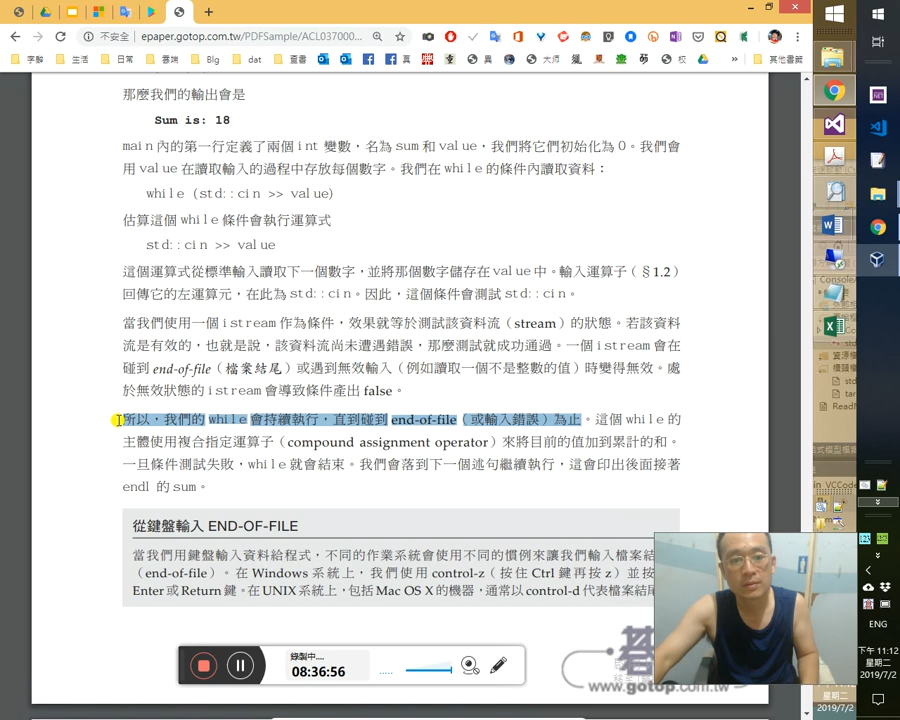 不安全 epaper.gotop.com.tw/PDFSample/ACL037000...
李駿 生活 日常 雲端 Blg dat 查書 真 典 大師 权 其他書籤
那麼我們的輸出會是
Sum is: 18
main 內的第一行定義了兩個 int 變數，名為 sum 和 value，我們將它們初始化為 0。我們會
用 value 在讀取輸入的過程中存放每個數字。我們在 while 的條件內讀取資料：
while (std::cin >> value)
估算這個 while 條件會執行運算式
std::cin >> value
這個運算式從標準輸入讀取下一個數字，並將那個數字儲存在 value 中。輸入運算子（§1.2）
回傳它的左運算元，在此為 std::cin。因此，這個條件會測試 std::cin。
當我們使用一個 istream 作為條件，效果就等於測試該資料流（stream）的狀態。若該資料
流是有效的，也就是說，該資料流尚未遭遇錯誤，那麼測試就成功通過。一個 istream 會在
碰到 end-of-file（檔案結尾）或遇到無效輸入（例如讀取一個不是整數的值）時變得無效。處
於無效狀態的 istream 會導致條件產出 false。
所以，我們的 while 會持續執行，直到碰到 end-of-file（或輸入錯誤）為止。這個 while 的
主體使用複合指定運算子（compound assignment operator）來將目前的值加到累計的和。
一旦條件測試失敗，while 就會結束。我們會落到下一個述句繼續執行，這會印出後面接著
endl 的 sum。
從鍵盤輸入 END-OF-FILE
當我們用鍵盤輸入資料給程式，不同的作業系統會使用不同的慣例來讓我們輸入檔案結
（end-of-file）。在 Windows 系統上，我們使用 control-z（按住 Ctrl 鍵再按 z）並按
Enter 或 Return 鍵。在 UNIX 系統上，包括 Mac OS X 的機器，通常以 control-d 代表檔案結
錄製中....
08:36:56
www.gotop.com.tw
ENG
下午 11:12
星期二
2019/7/2
星期二
2019/7/2